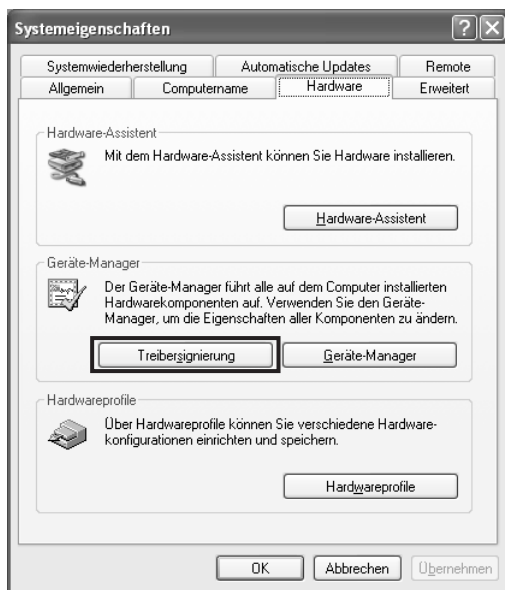 Systemeigenschaften
Systemwiederherstellung Automatische Updates Remote
Allgemein Computername Hardware Erweitert
Hardware-Assistent
Mit dem Hardware-Assistent können Sie Hardware installieren.
Hardware-Assistent
Geräte-Manager
Der Geräte-Manager führt alle auf dem Computer installierten
Hardwarekomponenten auf. Verwenden Sie den Geräte-
Manager, um die Eigenschaften aller Komponenten zu ändern.
Treibersignierung Geräte-Manager
Hardwareprofile
Über Hardwareprofile können Sie verschiedene Hardware-
konfigurationen einrichten und speichern.
Hardwareprofile
OK Abbrechen Übernehmen